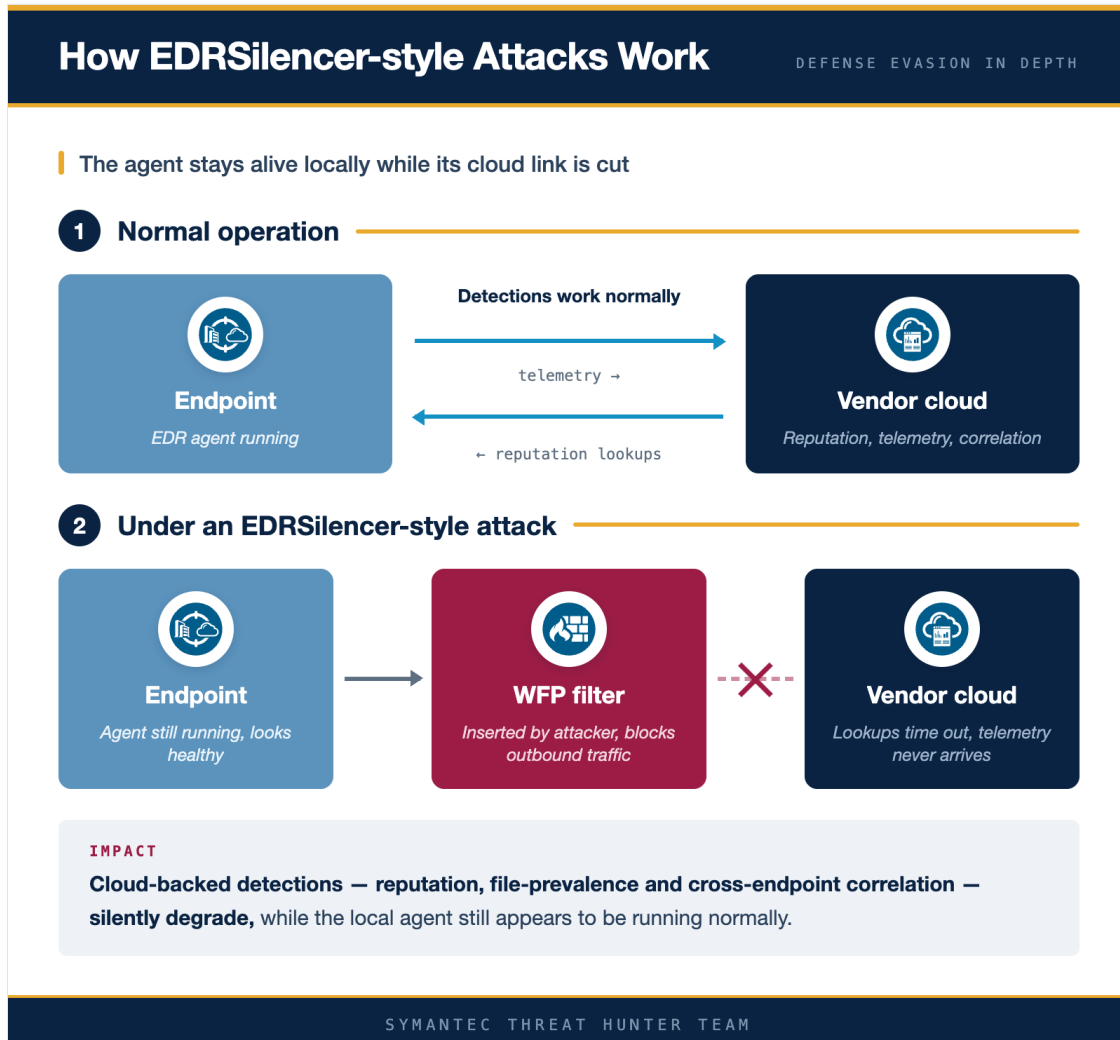 How EDRSilencer-style Attacks Work
DEFENSE EVASION IN DEPTH
The agent stays alive locally while its cloud link is cut
1 Normal operation
Endpoint
EDR agent running
Detections work normally
telemetry →
← reputation lookups
Vendor cloud
Reputation, telemetry, correlation
2 Under an EDRSilencer-style attack
Endpoint
Agent still running, looks
healthy
WFP filter
Inserted by attacker, blocks
outbound traffic
Vendor cloud
Lookups time out, telemetry
never arrives
IMPACT
Cloud-backed detections — reputation, file-prevalence and cross-endpoint correlation —
silently degrade, while the local agent still appears to be running normally.
SYMANTEC THREAT HUNTER TEAM